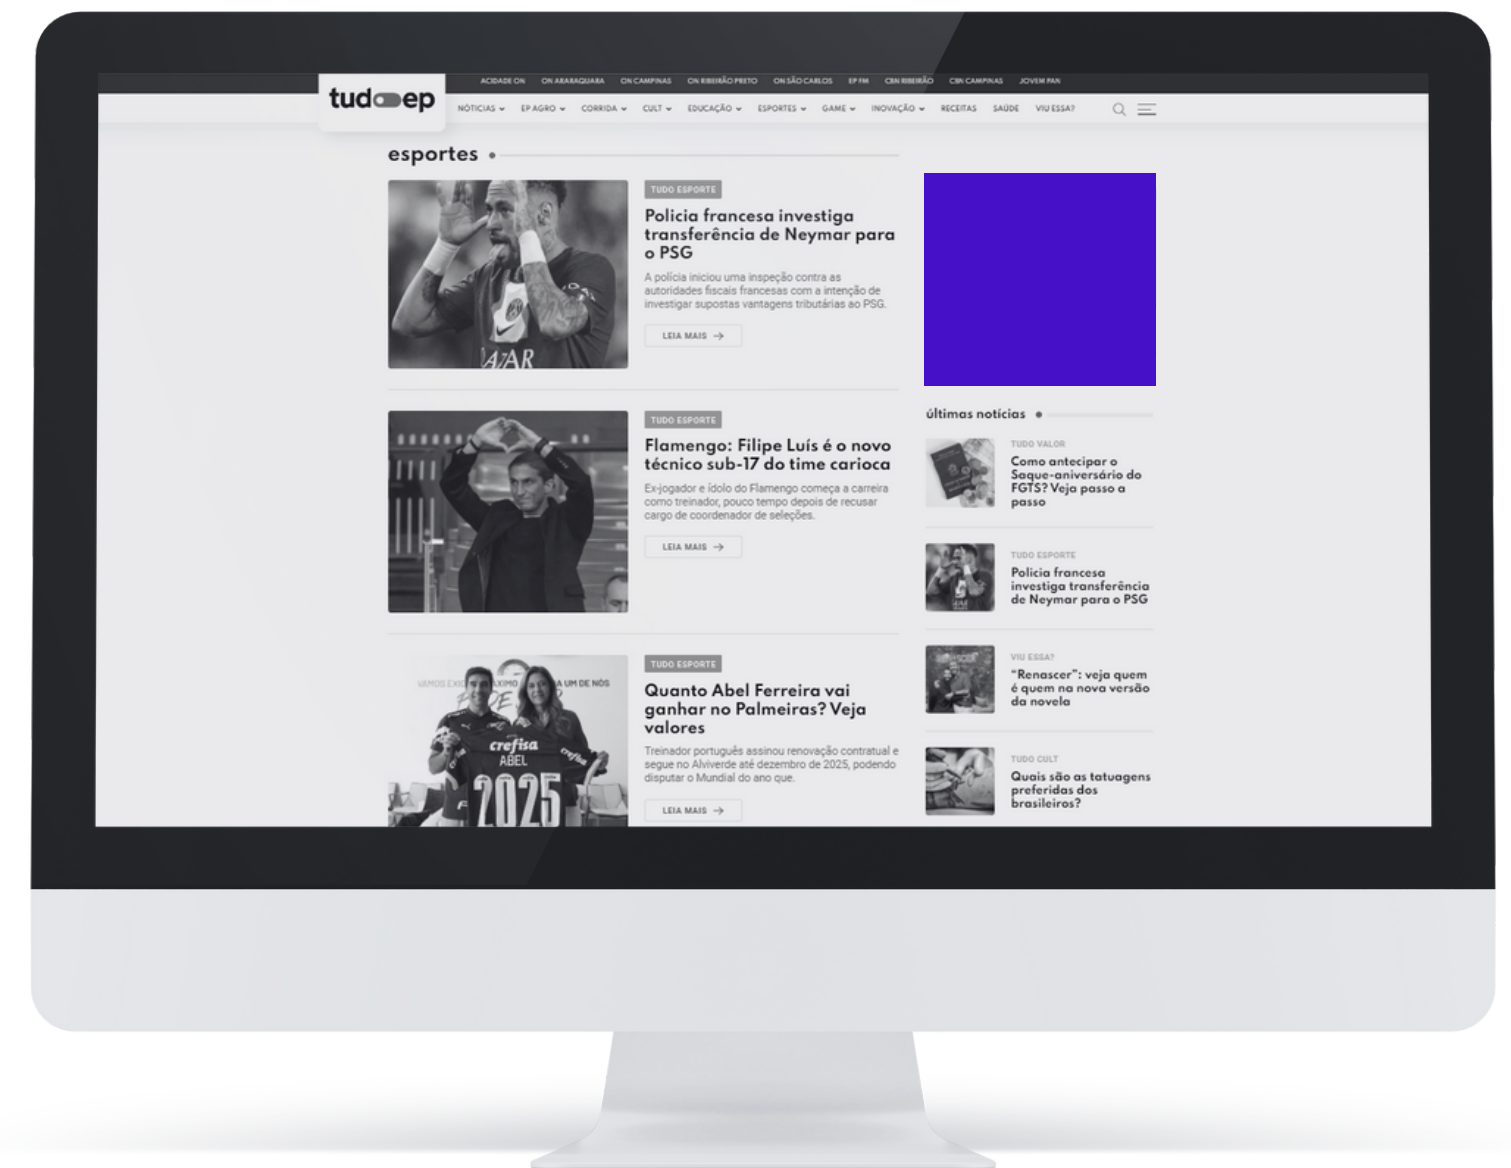 ACIDADE ON ON ARARAQUARA ON CAMPINAS ON RIBEIRÃO PRETO ON SÃO CARLOS EP FM CBN RIBEIRÃO CBN CAMPINAS JOVEM PAN
tudoep
NOTICIAS EP AGRO CORRIDA CULT EDUCAÇÃO ESPORTES GAME INOVAÇÃO RECEITAS SAÚDE VIU ESSA?
esportes
TUDO ESPORTE
Policia francesa investiga
transferência de Neymar para
o PSG
A polícia iniciou uma inspeção contra as
autoridades fiscais francesas com a intenção de
investigar supostas vantagens tributárias ao PSG.
LEIA MAIS
TUDO ESPORTE
Flamengo: Filipe Luís é o novo
técnico sub-17 do time carioca
Ex-jogador e ídolo do Flamengo começa a carreira
como treinador, pouco tempo depois de recusar
cargo de coordenador de seleções.
LEIA MAIS
crefisa
ABEL
2025
crefisa
A UM DE NÓS
TUDO ESPORTE
Quanto Abel Ferreira vai
ganhar no Palmeiras? Veja
valores
Treinador português assinou renovação contratual e
segue no Alviverde até dezembro de 2025, podendo
disputar o Mundial do ano que.
LEIA MAIS
últimas notícias
TUDO VALOR
Como antecipar o
Saque-aniversário do
FGTS? Veja passo a
passo
TUDO ESPORTE
Policia francesa
investiga transferência
de Neymar para o PSG
VIU ESSA?
“Renascer”: veja quem
é quem na nova versão
da novela
TUDO CULT
Quais são as tatuagens
preferidas dos
brasileiros?